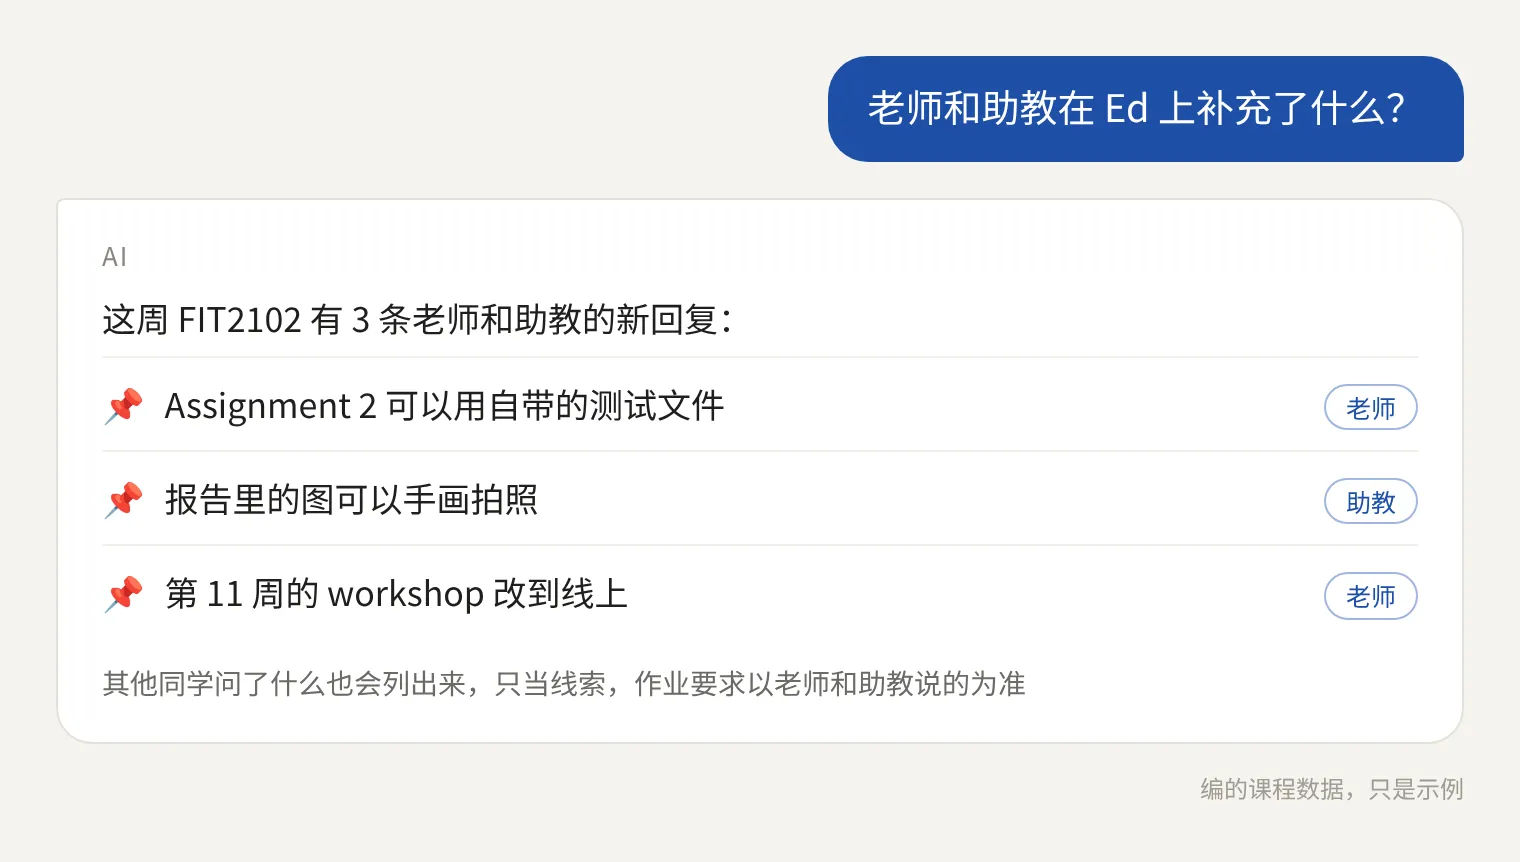 老师和助教在 Ed 上补充了什么？
AI
这周 FIT2102 有 3 条老师和助教的新回复：
📌 Assignment 2 可以用自带的测试文件 老师
📌 报告里的图可以手画拍照 助教
📌 第 11 周的 workshop 改到线上 老师
其他同学问了什么也会列出来，只当线索，作业要求以老师和助教说的为准
编的课程数据，只是示例